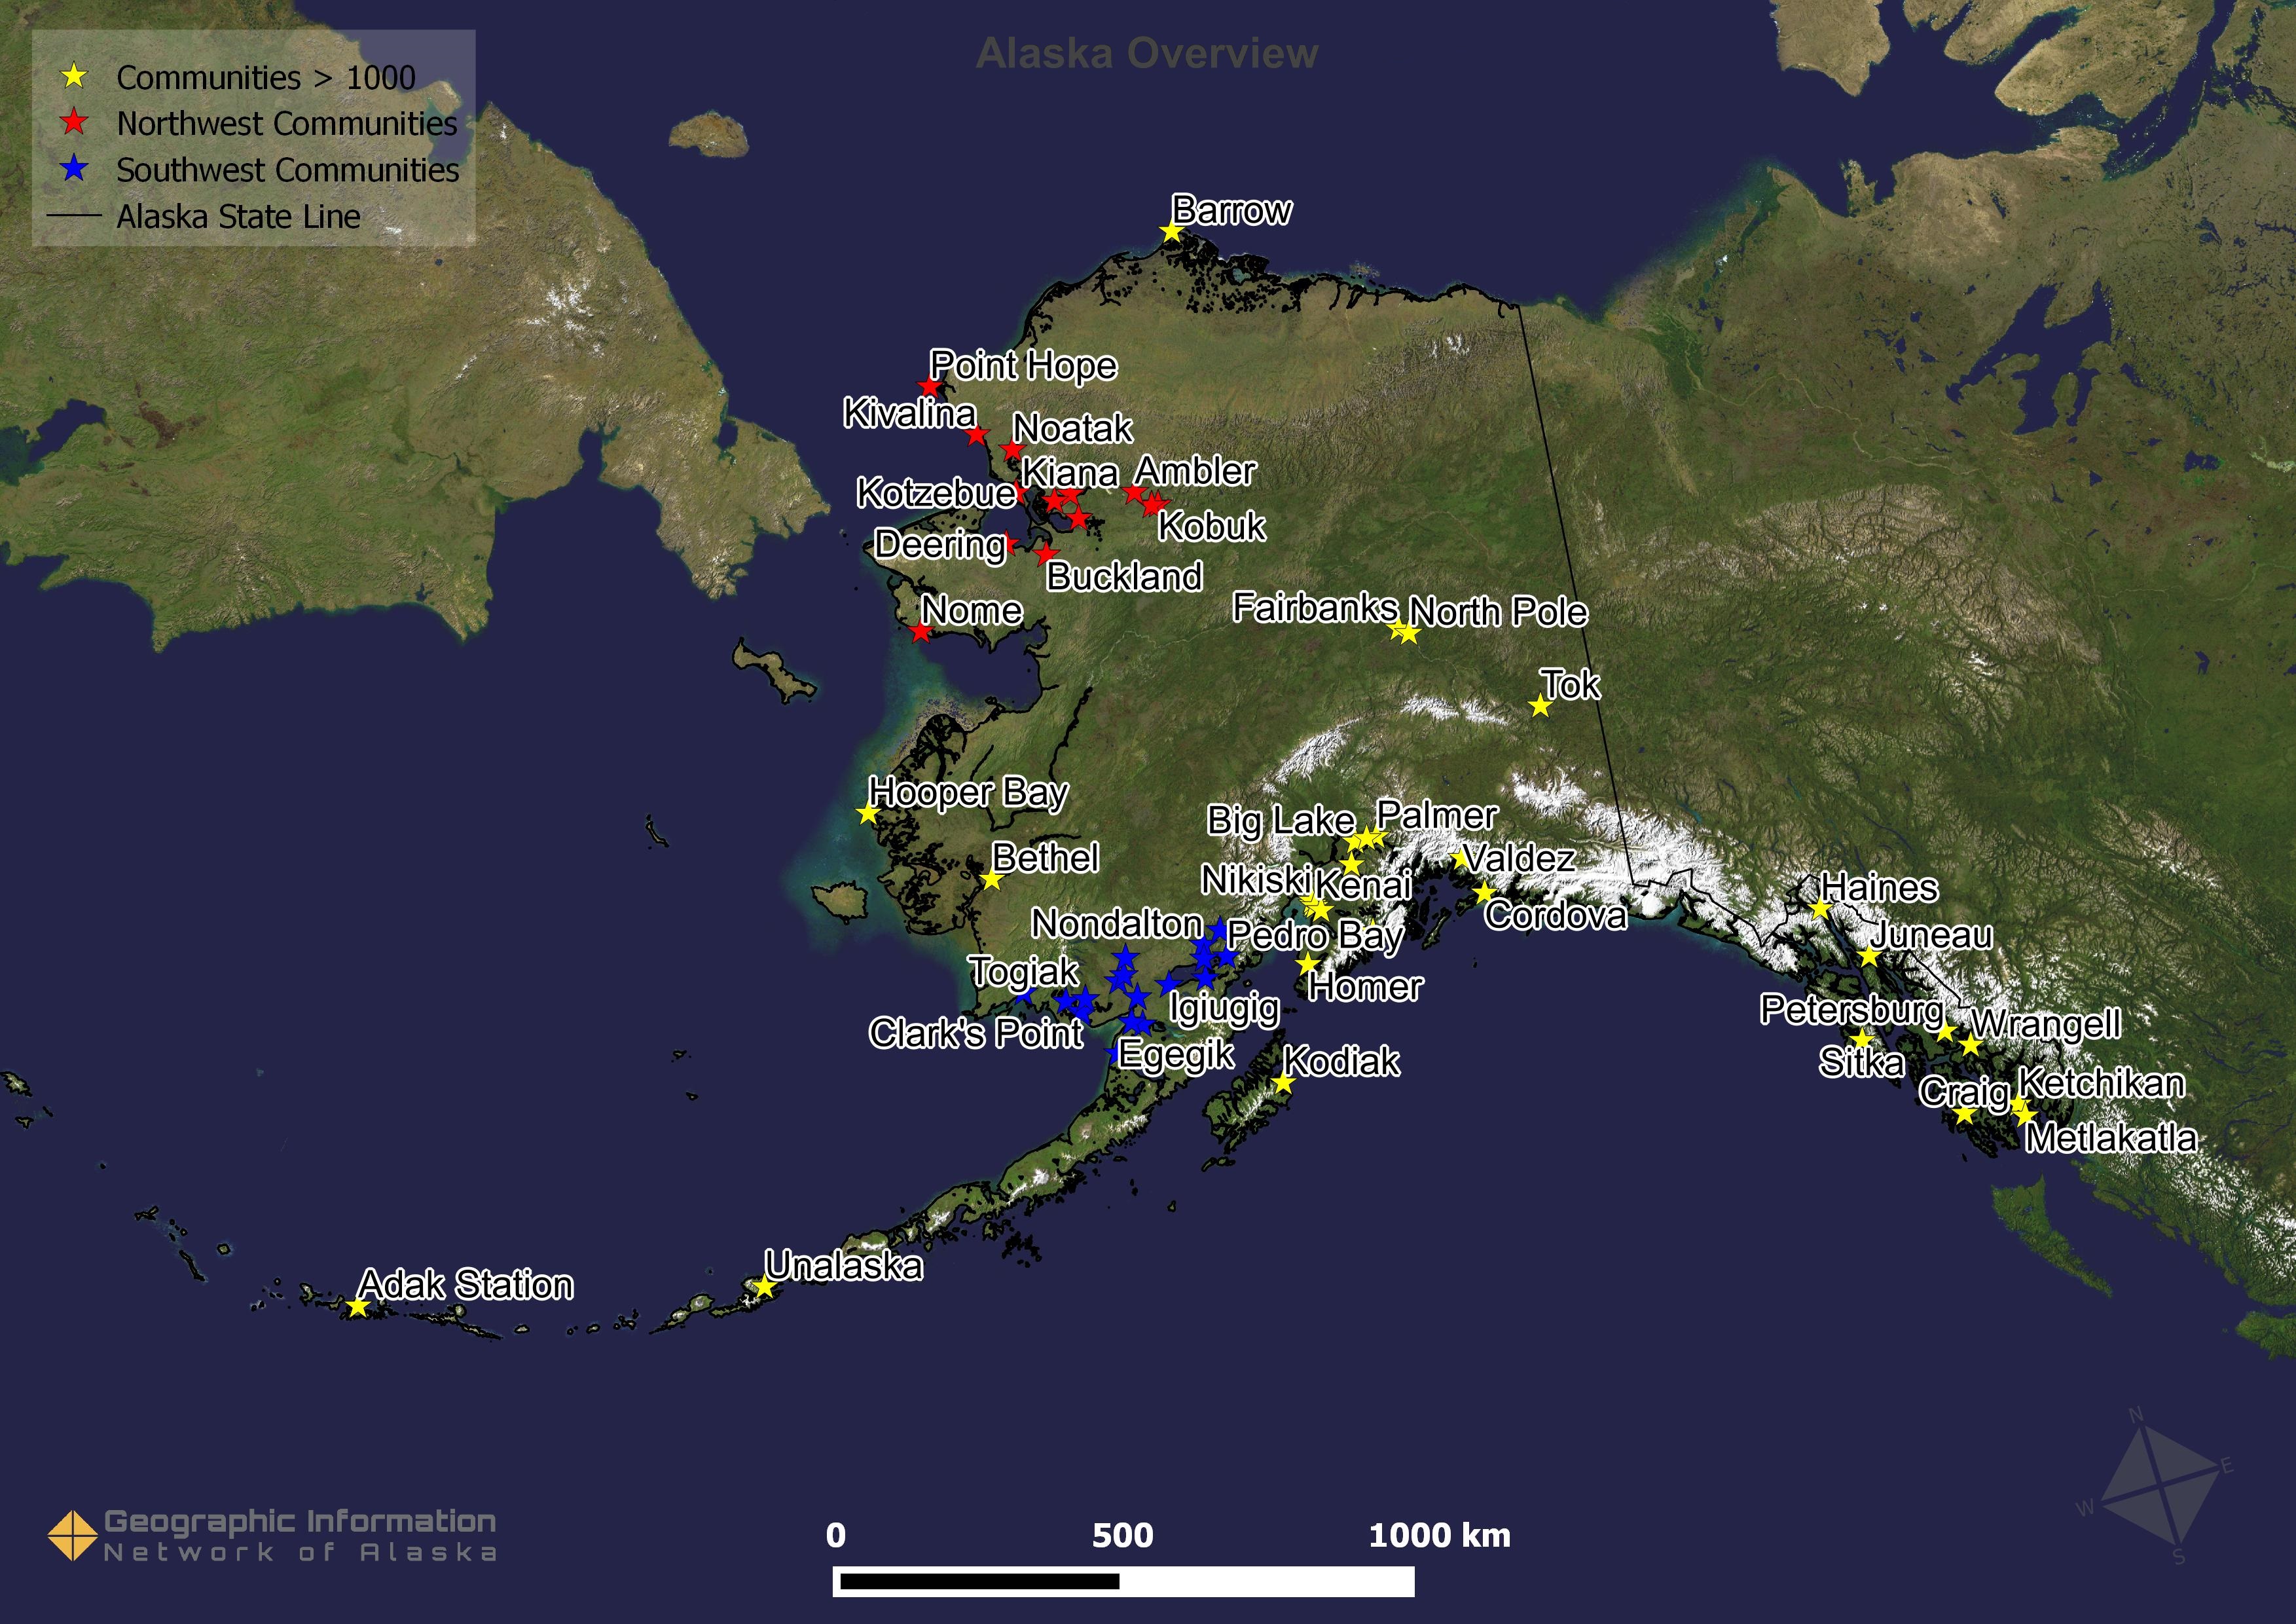 Alaska Overview
Communities > 1000
Northwest Communities
Southwest Communities
Alaska State Line
Barrow
Point Hope
Kivalina
Noatak
Kiana
Ambler
Kotzebue
Kobuk
Deering
Buckland
Nome
Fairbanks
North Pole
Tok
Hooper Bay
Big Lake
Palmer
Bethel
Valdez
Nikiski
Kenai
Haines
Cordova
Nondalton
Pedro Bay
Juneau
Togiak
Homer
Igiugig
Petersburg
Wrangell
Clark's Point
Egegik
Kodiak
Sitka
Craig
Ketchikan
Metlakatla
Unalaska
Adak Station
N
E
W
S
Geographic Information
Network of Alaska
0 500 1000 km